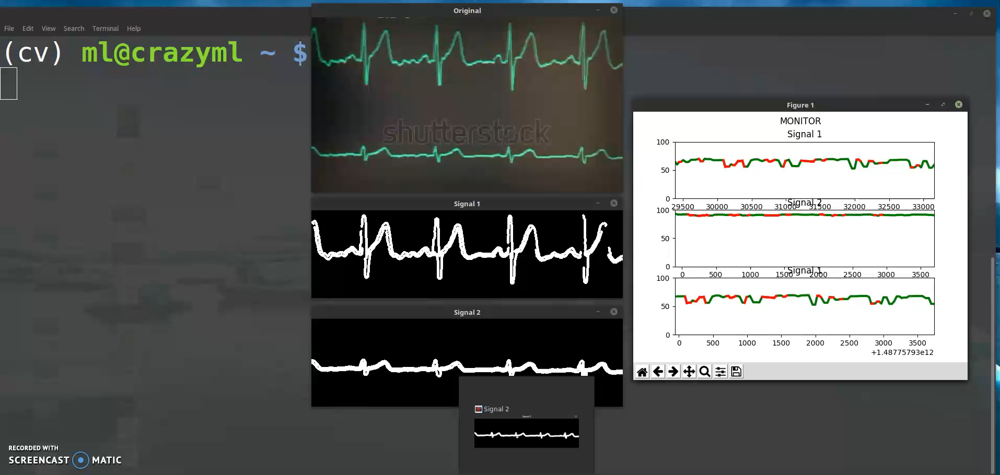 File Edit View Search Terminal Help
(cv) ml@crazyml ~ $
Original
shutterstock
Signal 1
Signal 2
Signal 2
Figure 1
MONITOR
Signal 1
100
50
0
29500 30000 30500 31000 31500 32000 32500 33000
Signal 2
100
50
0
0 500 1000 1500 2000 2500 3000 3500
Signal 1
100
50
0
0 500 1000 1500 2000 2500 3000 3500
+1.48775793e12
RECORDED WITH
SCREENCAST MATIC